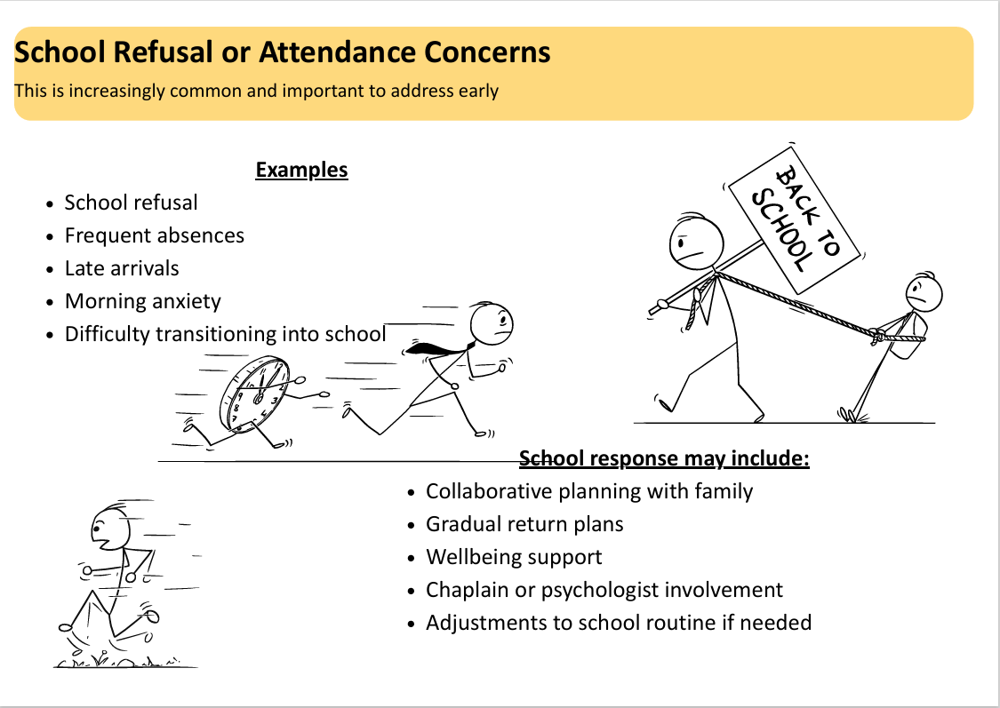 School Refusal or Attendance Concerns
This is increasingly common and important to address early
Examples
• School refusal
• Frequent absences
• Late arrivals
• Morning anxiety
• Difficulty transitioning into school
BACK TO
SCHOOL
School response may include:
• Collaborative planning with family
• Gradual return plans
• Wellbeing support
• Chaplain or psychologist involvement
• Adjustments to school routine if needed